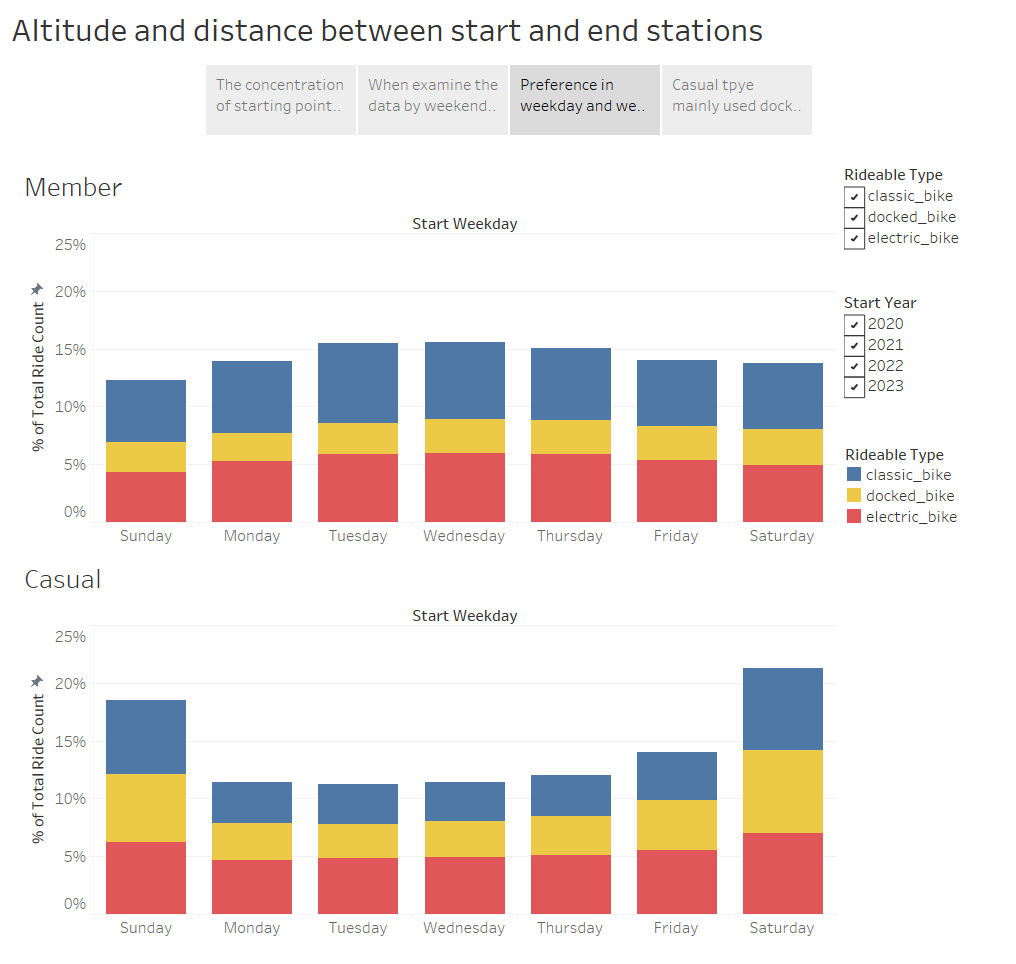 Altitude and distance between start and end stations
The concentration
of starting point..
When examine the
data by weekend..
Preference in
weekday and we..
Casual tpye
mainly used dock..
Member
Start Weekday
25%
20%
15%
10%
5%
0%
% of Total Ride Count
Sunday Monday Tuesday Wednesday Thursday Friday Saturday
Casual
Start Weekday
25%
20%
15%
10%
5%
0%
% of Total Ride Count
Sunday Monday Tuesday Wednesday Thursday Friday Saturday
Rideable Type
classic_bike
docked_bike
electric_bike
Start Year
2020
2021
2022
2023
Rideable Type
classic_bike
docked_bike
electric_bike